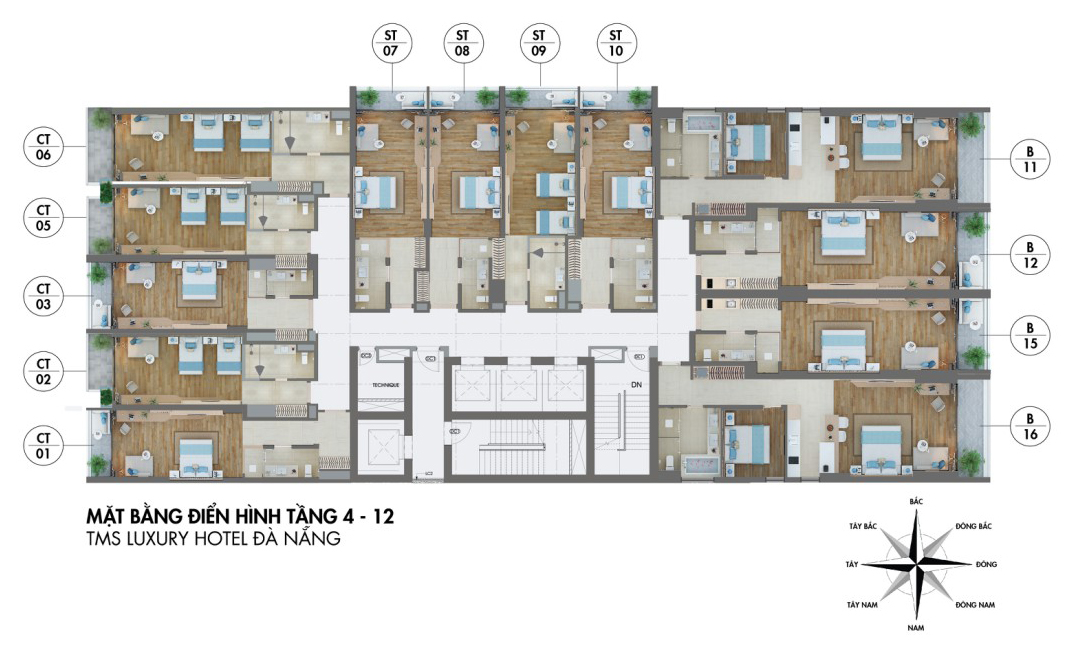 ST
07
ST
08
ST
09
ST
10
CT
06
CT
05
CT
03
CT
02
CT
01
B
11
B
12
B
15
B
16
TECHNIQUE
DN
MẶT BẰNG ĐIỂN HÌNH TẦNG 4 - 12
TMS LUXURY HOTEL ĐÀ NẴNG
BẮC
TÂY BẮC
ĐÔNG BẮC
TÂY
ĐÔNG
TÂY NAM
ĐÔNG NAM
NAM